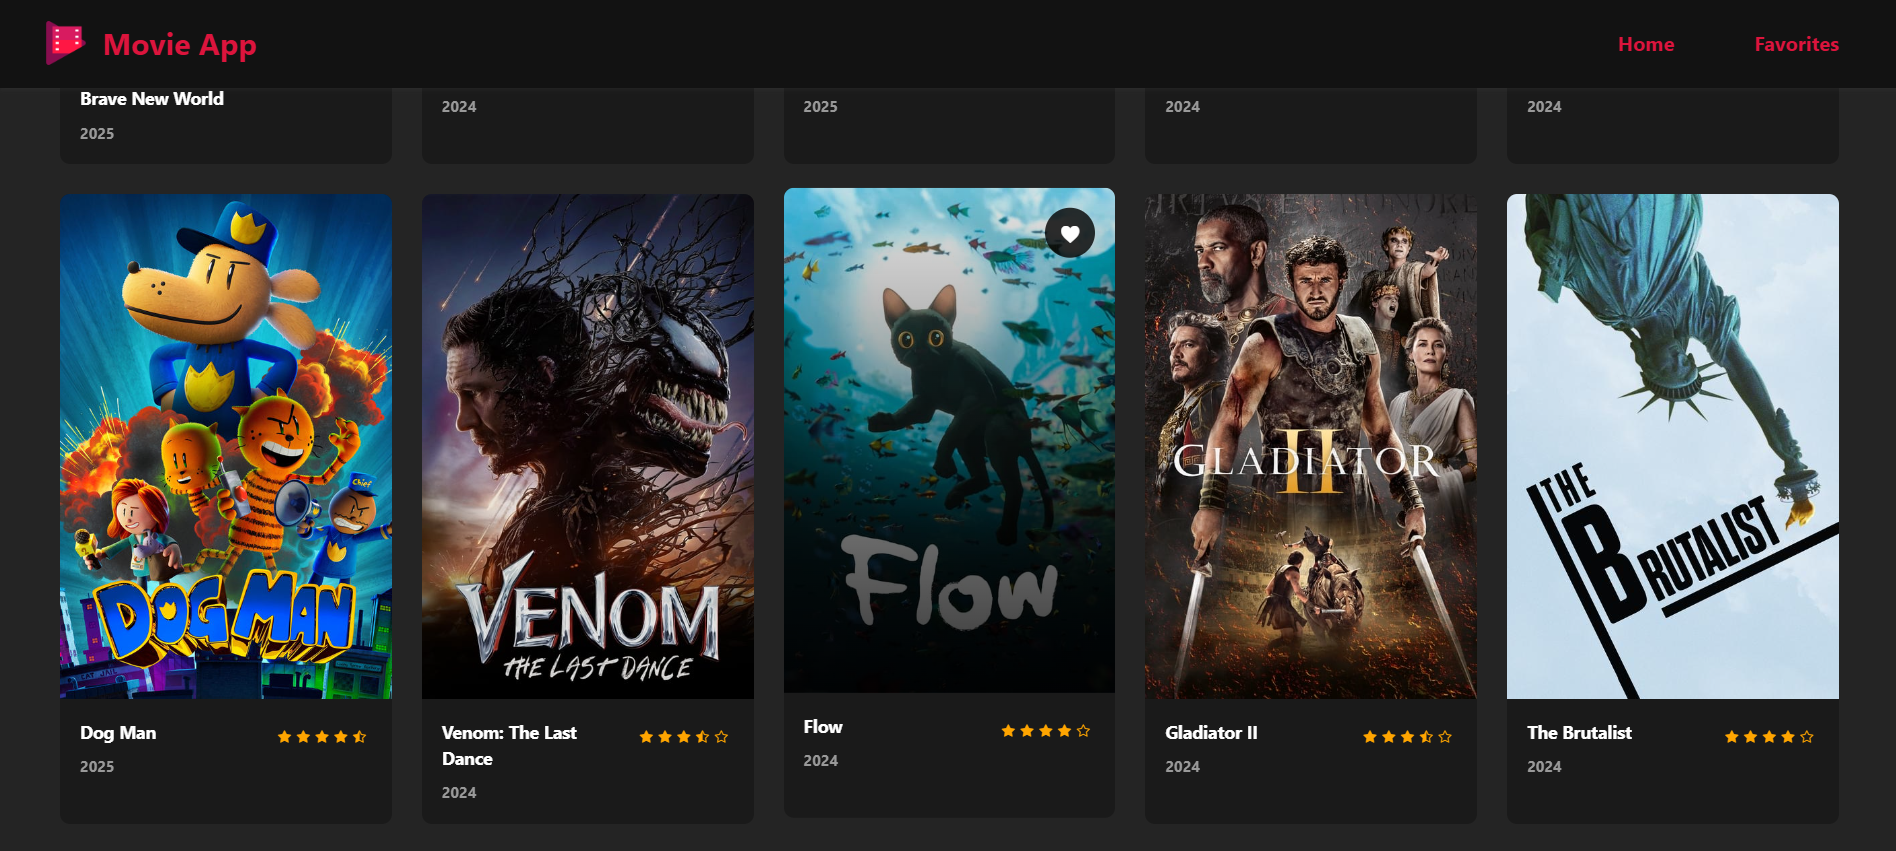 Movie App
Home
Favorites
Brave New World
2025
2024
2025
2024
2024
Chief
DOG MAN
VENOM
THE LAST DANCE
Flow
GLADIATOR
II
THE
BRUTALIST
Dog Man
2025
Venom: The Last
Dance
2024
Flow
2024
Gladiator II
2024
The Brutalist
2024